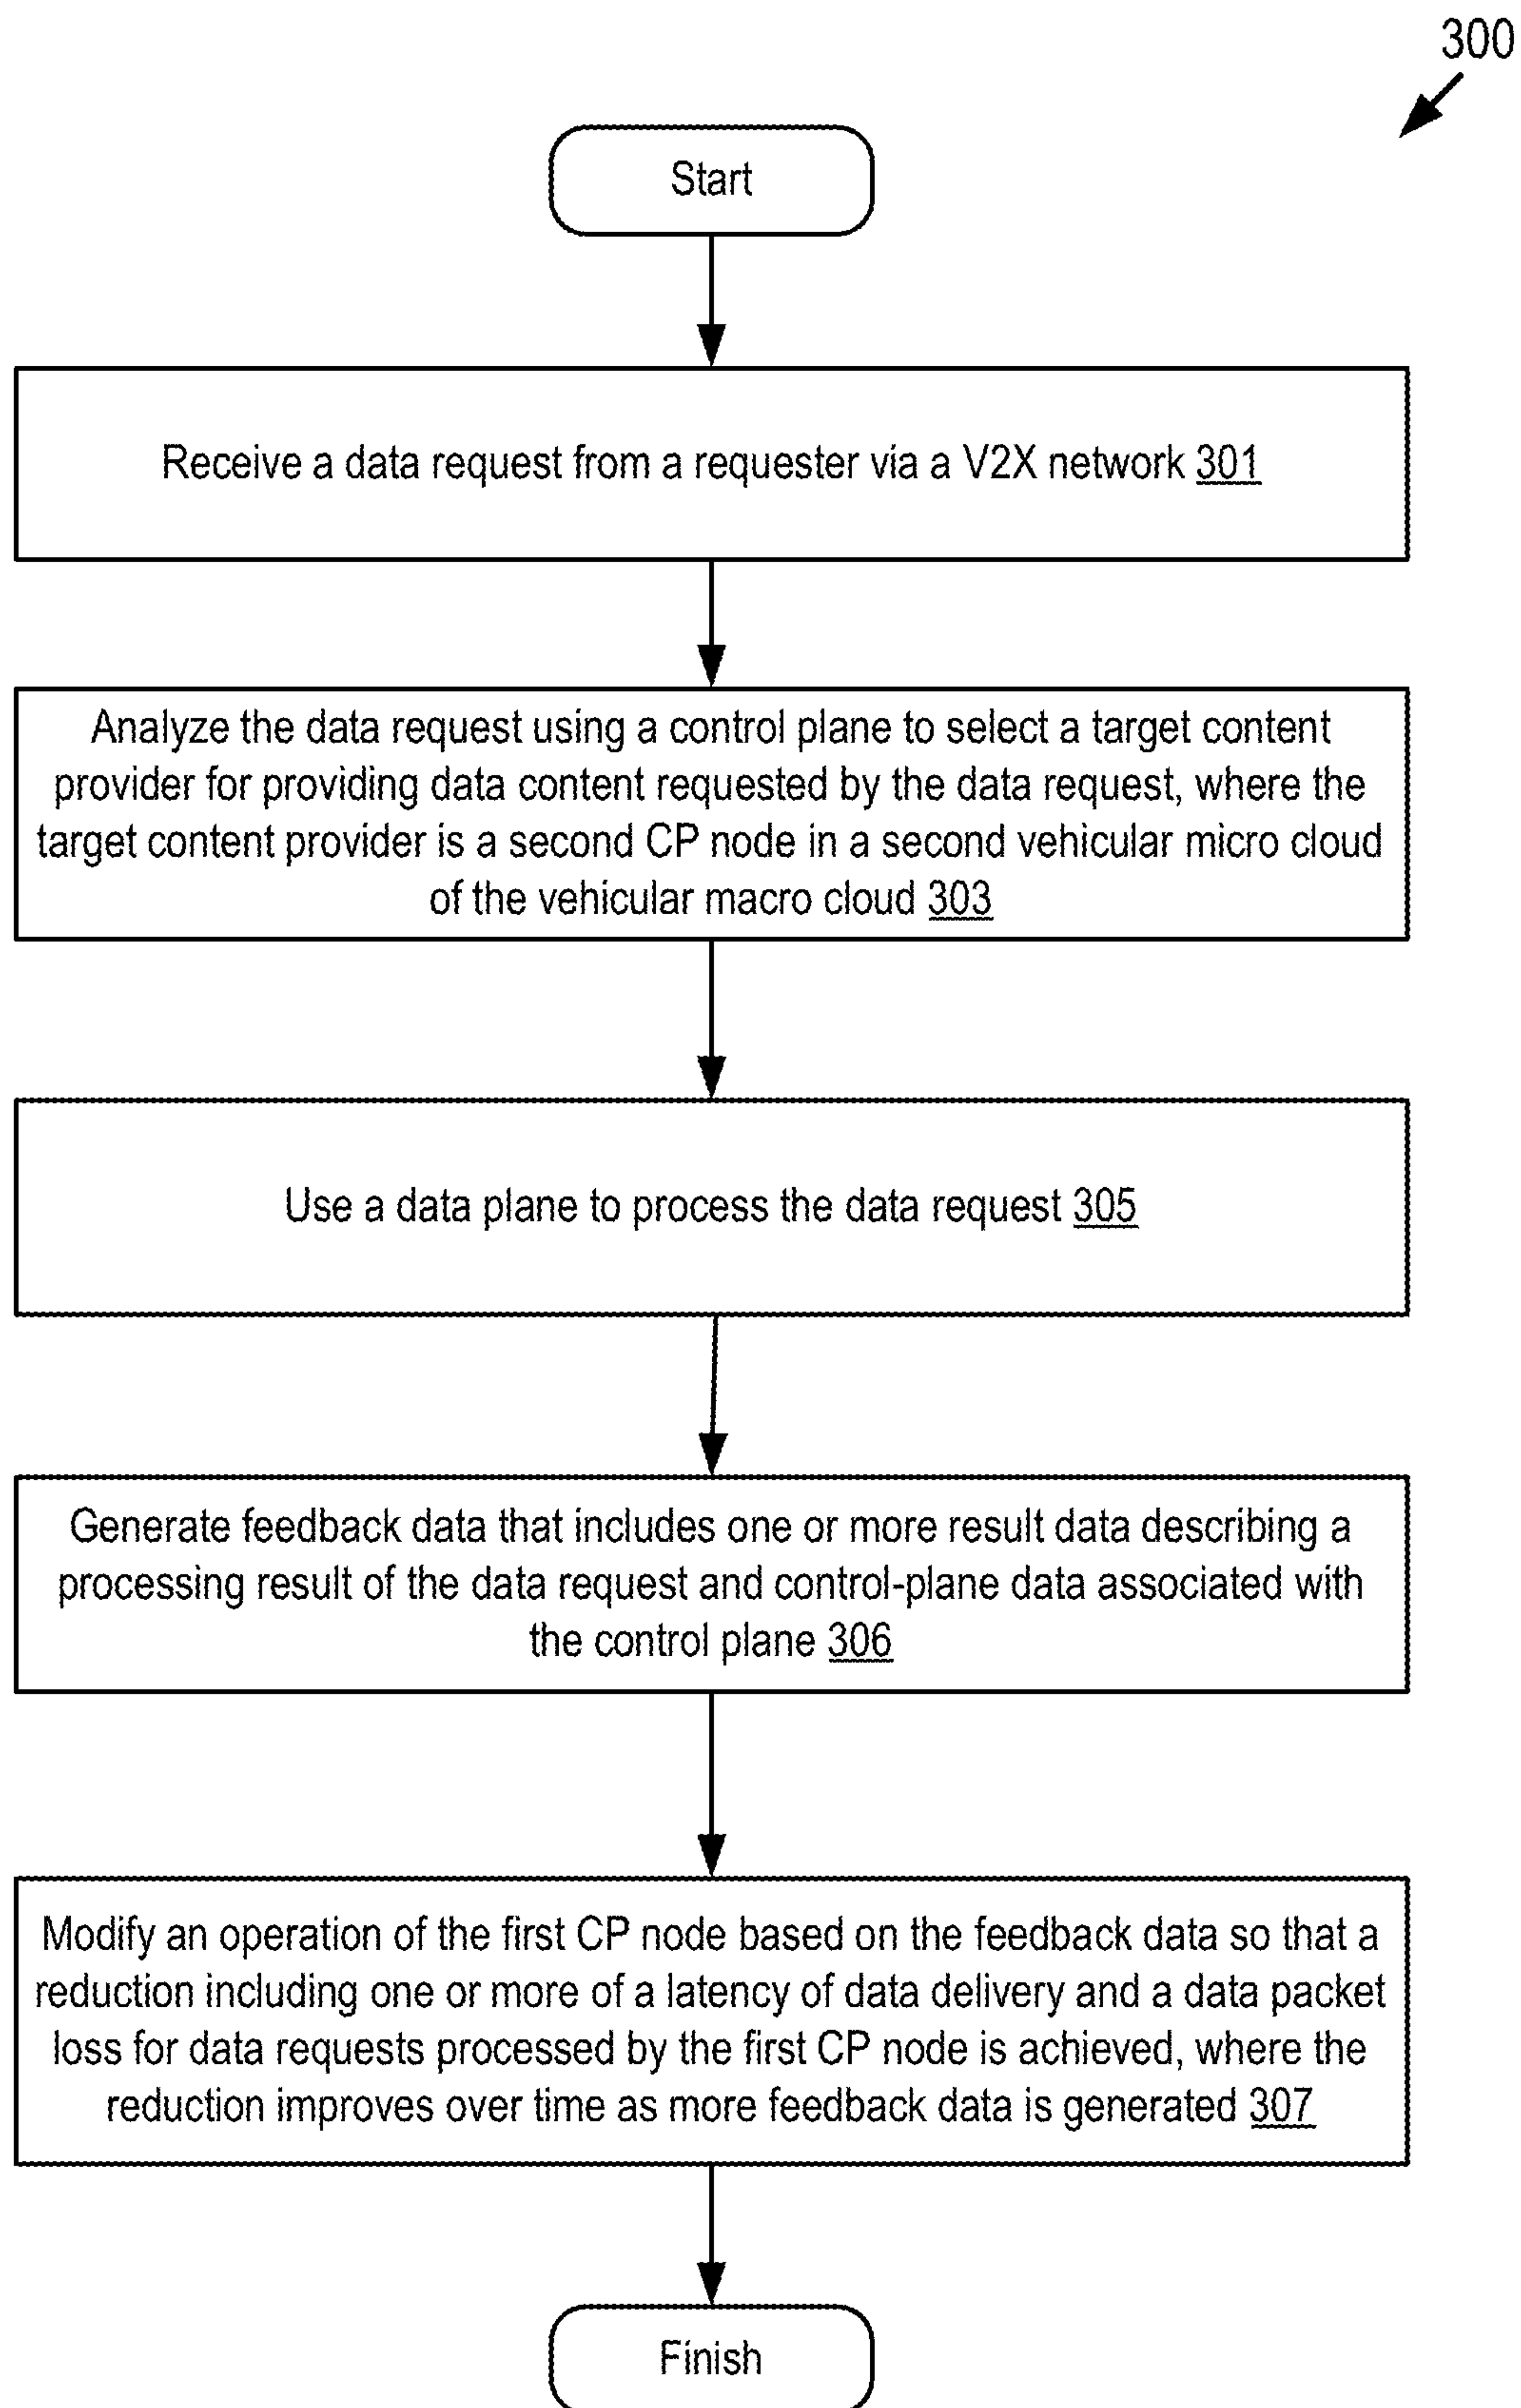 300
Start
Receive a data request from a requester via a V2X network 301
Analyze the data request using a control plane to select a target content
provider for providing data content requested by the data request, where the
target content provider is a second CP node in a second vehicular micro cloud
of the vehicular macro cloud 303
Use a data plane to process the data request 305
Generate feedback data that includes one or more result data describing a
processing result of the data request and control-plane data associated with
the control plane 306
Modify an operation of the first CP node based on the feedback data so that a
reduction including one or more of a latency of data delivery and a data packet
loss for data requests processed by the first CP node is achieved, where the
reduction improves over time as more feedback data is generated 307
Finish